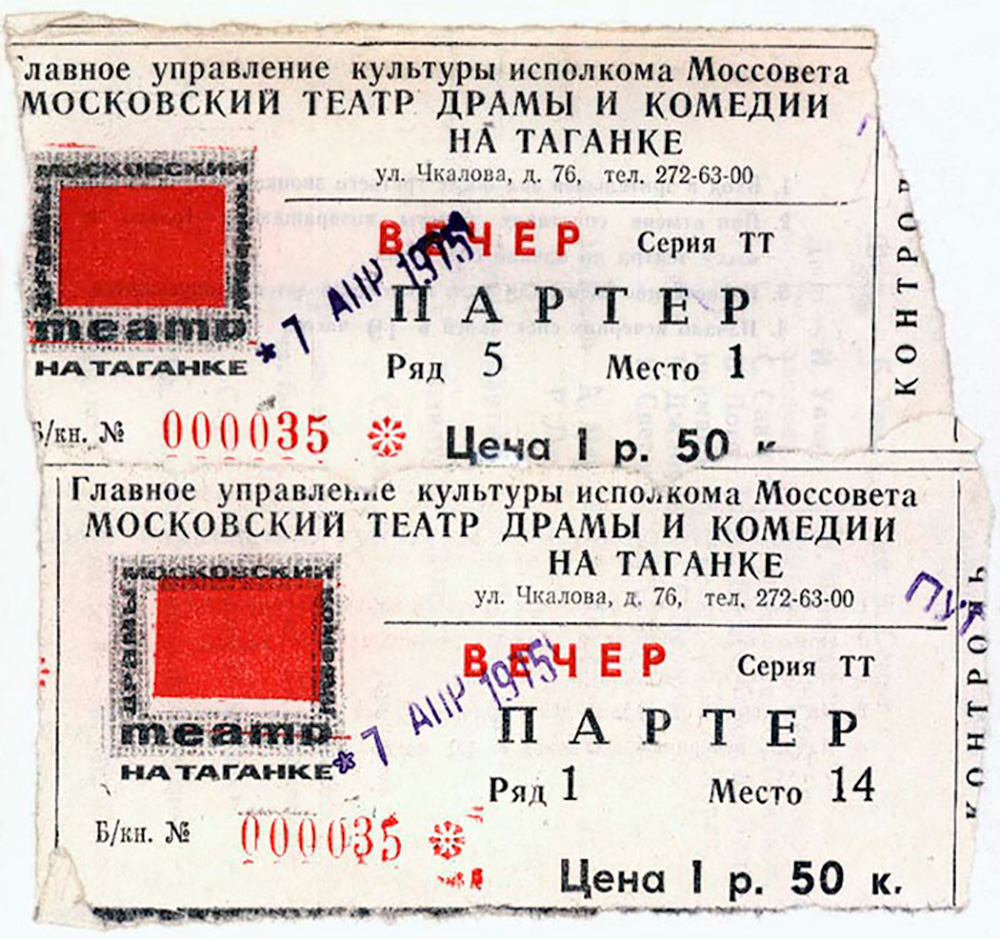 Главное управление культуры исполкома Моссовета
МОСКОВСКИЙ ТЕАТР ДРАМЫ И КОМЕДИИ
НА ТАГАНКЕ
ул. Чкалова, д. 76, тел. 272-63-00
МОСКОВСКИЙ
театр
НА ТАГАНКЕ
ВЕЧЕР Серия ТТ
* 7 АПР 1975
ПАРТЕР
Ряд 5 Место 1
Б/кн. № 000035
Цена 1 р. 50 к
КОНТРОЛ
Главное управление культуры исполкома Моссовета
МОСКОВСКИЙ ТЕАТР ДРАМЫ И КОМЕДИИ
НА ТАГАНКЕ
ул. Чкалова, д. 76, тел. 272-63-00
МОСКОВСКИЙ
ДРАМЫ
театр
НА ТАГАНКЕ
ВЕЧЕР Серия ТТ
* 7 АПР 1975
ПАРТЕР
Ряд 1 Место 14
Б/кн. № 000035
Цена 1 р. 50 к.
КОНТРОЛЬ